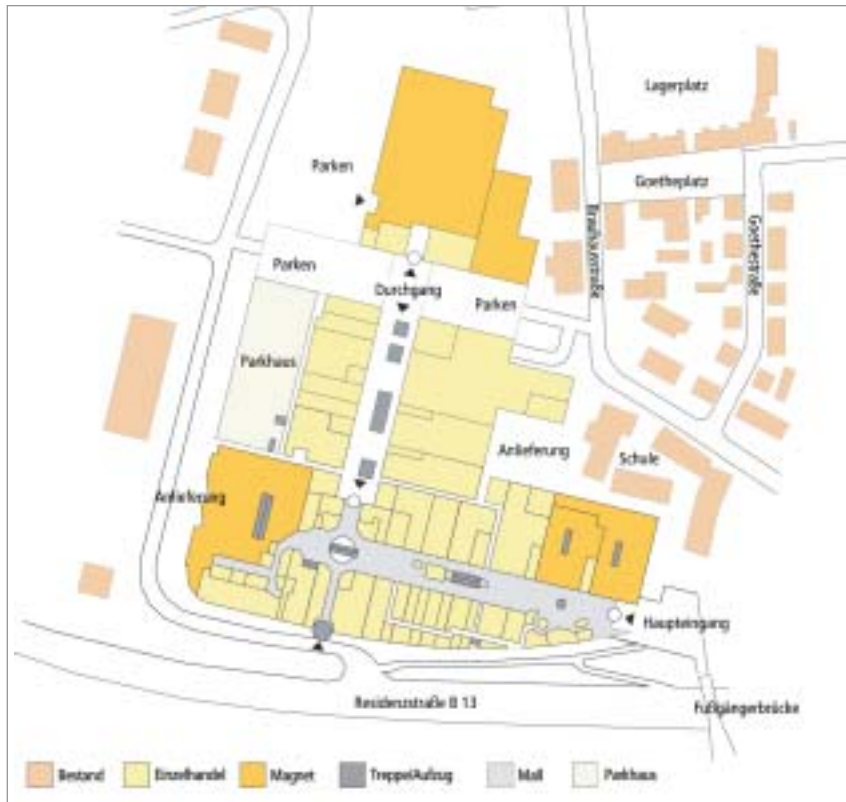 Lagerplatz
Parken
Goetheplatz
Brauhausstraße
Goethestraße
Parken
Durchgang
Parken
Parkhaus
Anlieferung
Schule
Anlieferung
Haupteingang
Residenzstraße B 13
Fußgängerbrücke
Bestand
Einzelhandel
Magnet
Treppe/Aufzug
Mall
Parkhaus